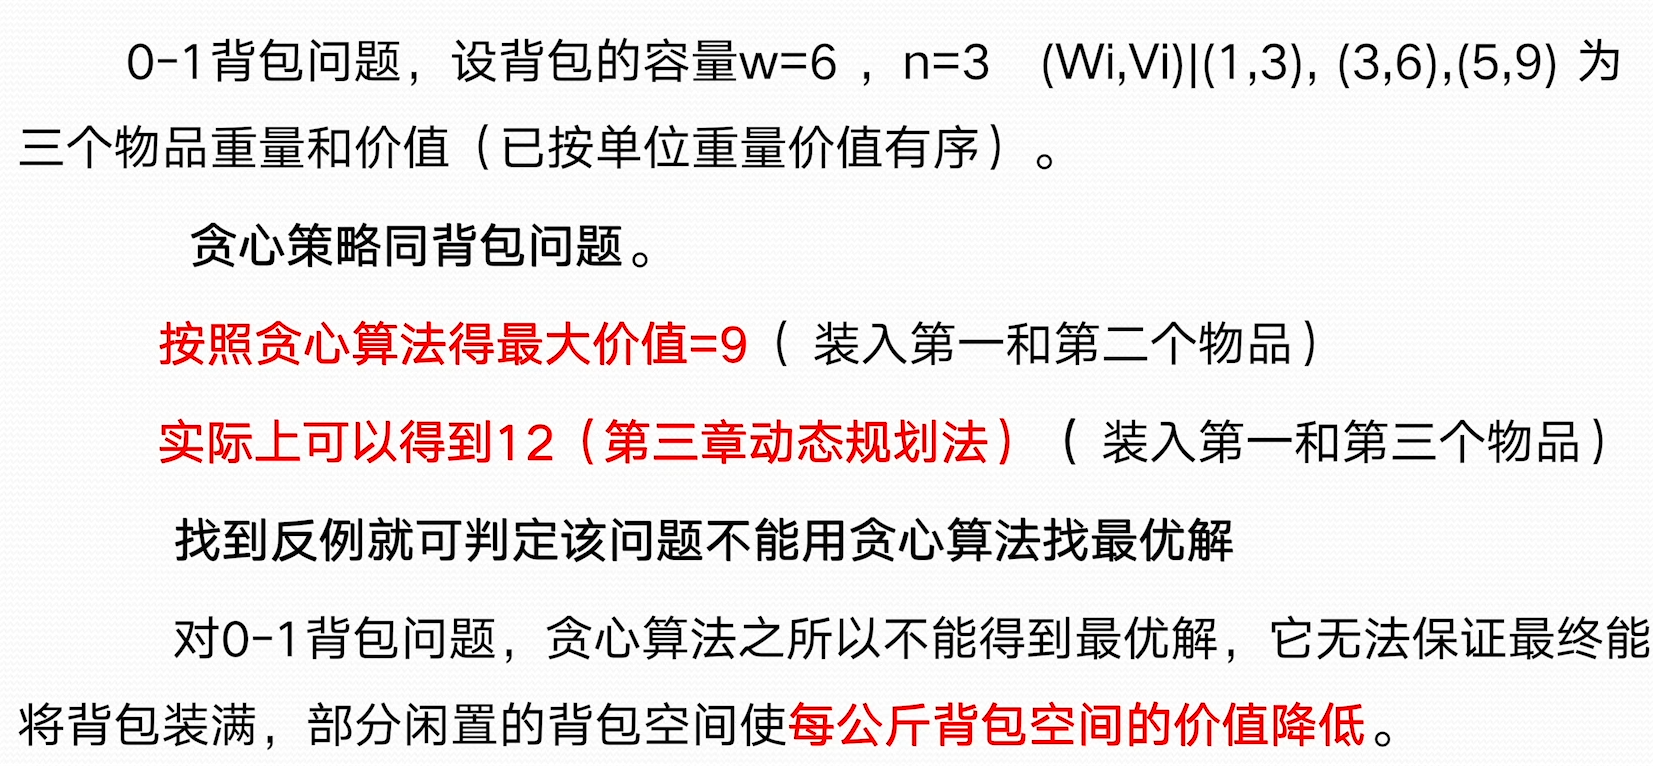 0-1背包问题，设背包的容量w=6 ，n=3 (Wi,Vi)|(1,3), (3,6),(5,9) 为
三个物品重量和价值（已按单位重量价值有序）。
贪心策略同背包问题。
按照贪心算法得最大价值=9（ 装入第一和第二个物品）
实际上可以得到12（第三章动态规划法）（ 装入第一和第三个物品）
找到反例就可判定该问题不能用贪心算法找最优解
对0-1背包问题，贪心算法之所以不能得到最优解，它无法保证最终能
将背包装满，部分闲置的背包空间使每公斤背包空间的价值降低。